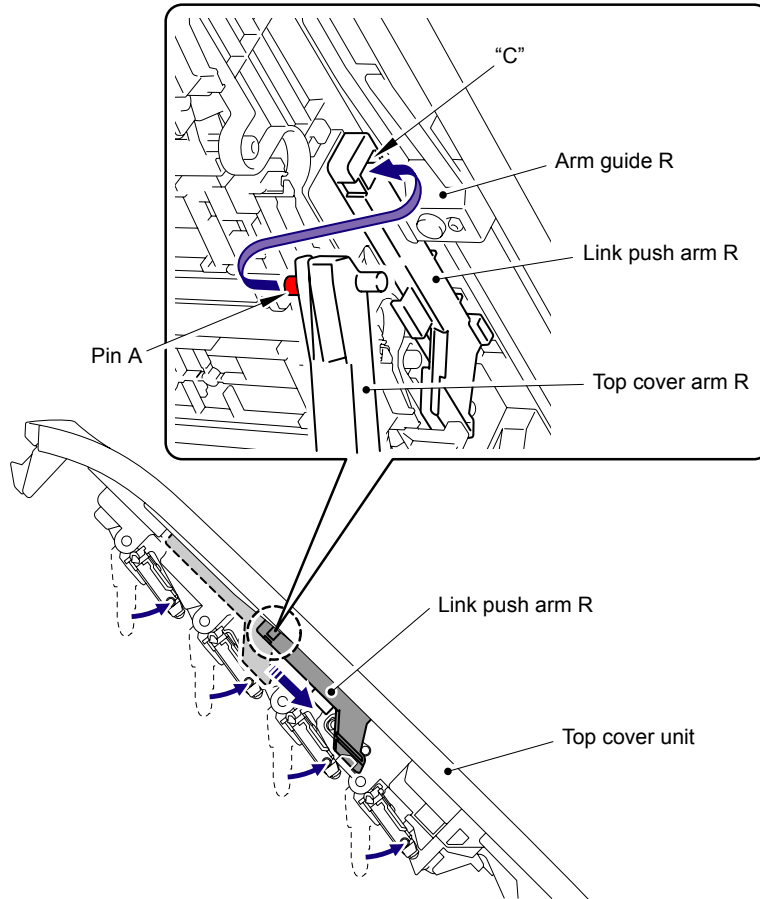 “C”
Arm guide R
Link push arm R
Pin A
Top cover arm R
Link push arm R
Top cover unit